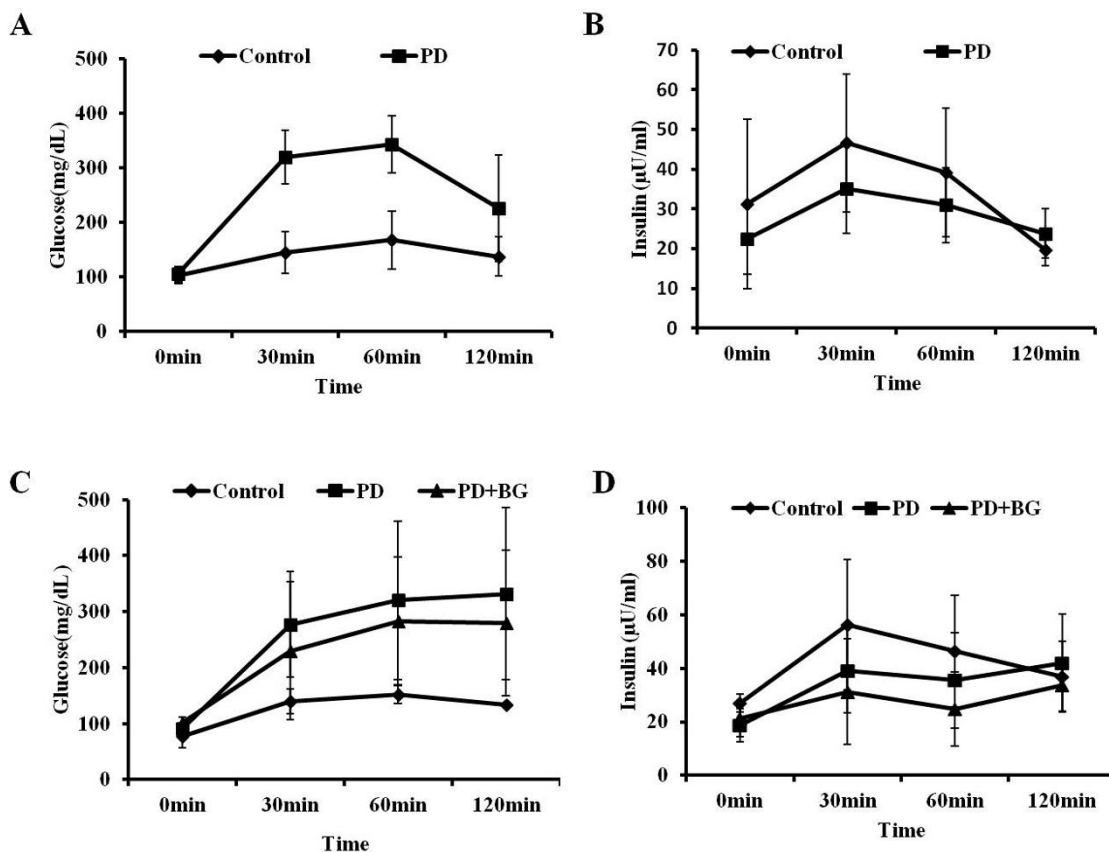 A
Control PD
Glucose(mg/dL)
500
400
300
200
100
0
0min 30min 60min 120min
Time
B
Control PD
Insulin (µU/ml)
70
60
50
40
30
20
10
0
0min 30min 60min 120min
Time
C
Control PD PD+BG
Glucose(mg/dL)
500
400
300
200
100
0
0min 30min 60min 120min
Time
D
Control PD PD+BG
Insulin (µU/ml)
100
80
60
40
20
0
0min 30min 60min 120min
Time